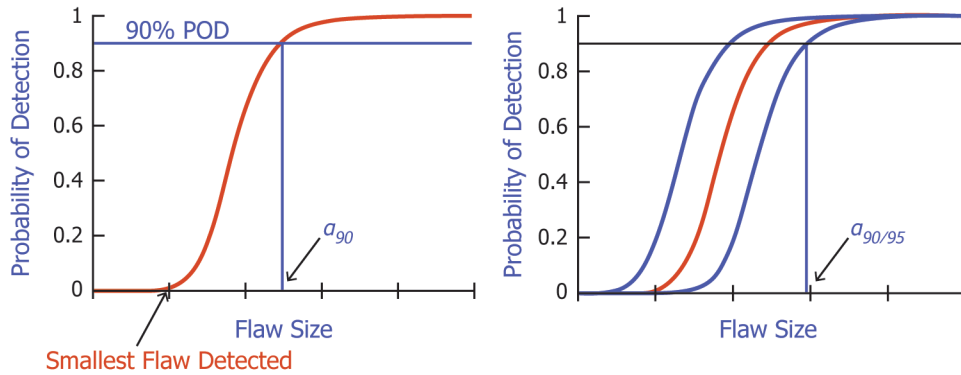 Probability of Detection
1
0.8
0.6
0.4
0.2
0
90% POD
a90
Flaw Size
Smallest Flaw Detected
Probability of Detection
1
0.8
0.6
0.4
0.2
0
a90/95
Flaw Size